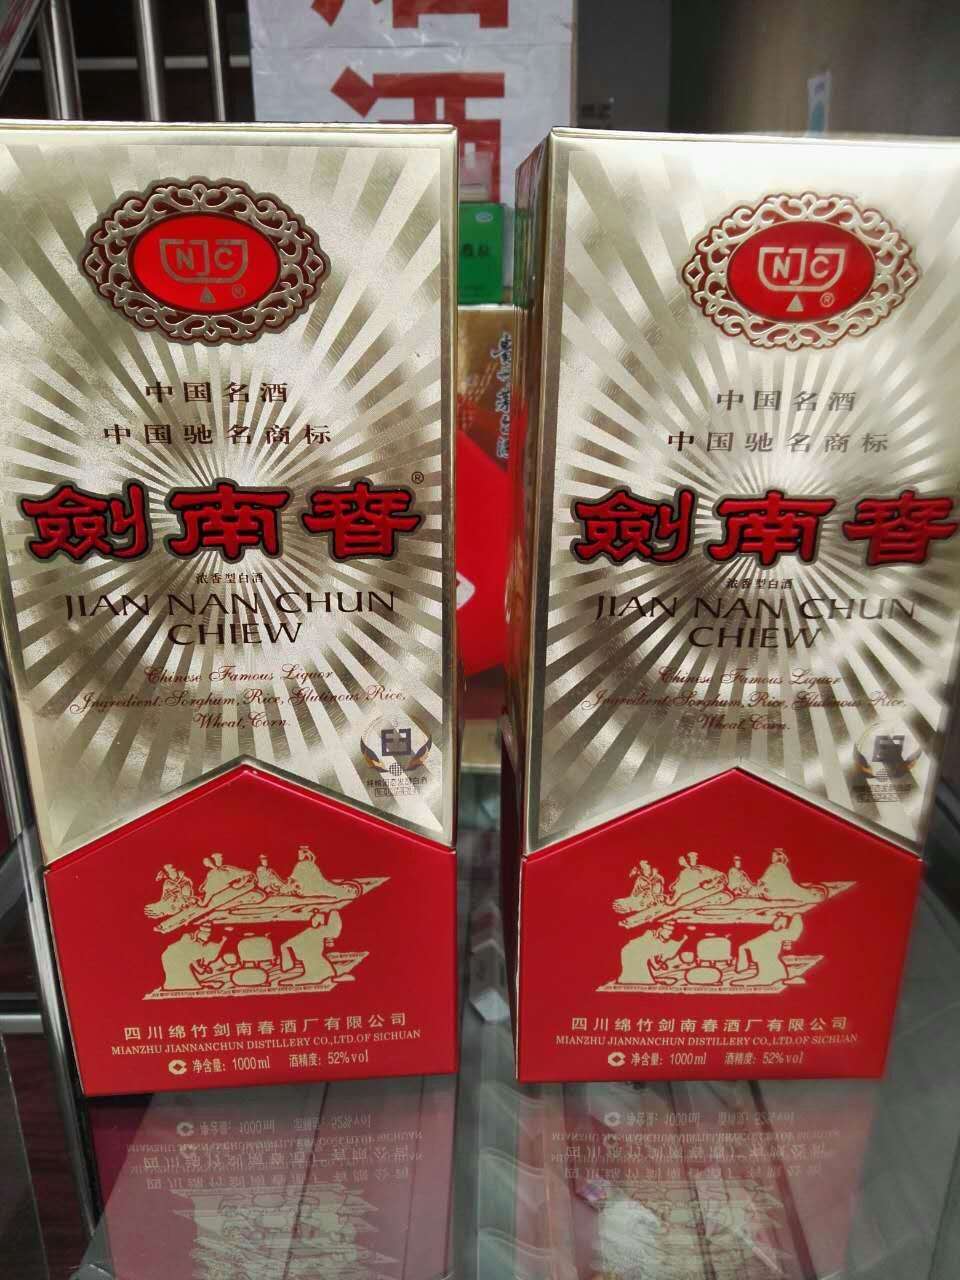 酒
NJC
®
中国名酒
中国驰名商标
劍南春®
浓香型白酒
JIAN NAN CHUN
CHIEW
Chinese Famous Liquor
Ingredient:Sorghum,Rice,Glutinous Rice,
Wheat,Corn.
四川绵竹剑南春酒厂有限公司
MIANZHU JIANNANCHUN DISTILLERY CO.,LTD.OF SICHUAN
净含量：1000ml 酒精度：52%vol
NJC
®
中国名酒
中国驰名商标
劍南春
浓香型白酒
JIAN NAN CHUN
CHIEW
Chinese Famous Liquor
Ingredient:Sorghum,Rice,Glutinous Rice,
Wheat,Corn.
四川绵竹剑南春酒厂有限公司
MIANZHU JIANNANCHUN DISTILLERY CO.,LTD.OF SICHUAN
净含量：1000ml 酒精度：52%vol